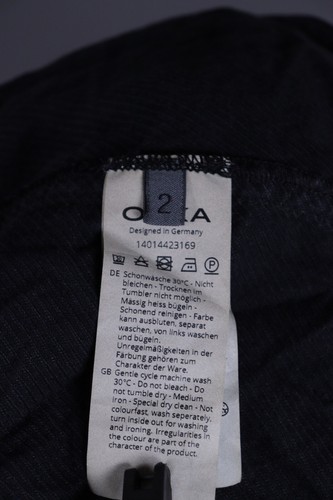 2
Designed in Germany
14014423169
DE Schonwäsche 30°C - Nicht
bleichen - Trocknen im
Tumbler nicht möglich -
Mässig heiss bügeln -
Schonend reinigen - Farbe
kann ausbluten, separat
waschen, von links waschen
und bügeln.
Unregelmäßigkeiten in der
Färbung gehören zum
Charakter der Ware.
GB Gentle cycle machine wash
30°C - Do not bleach - Do
not tumble dry - Medium
iron - Special dry clean - Not
colourfast, wash seperately,
turn inside out for washing
and ironing. Irregularities in
the colour are part of the
character of the product.